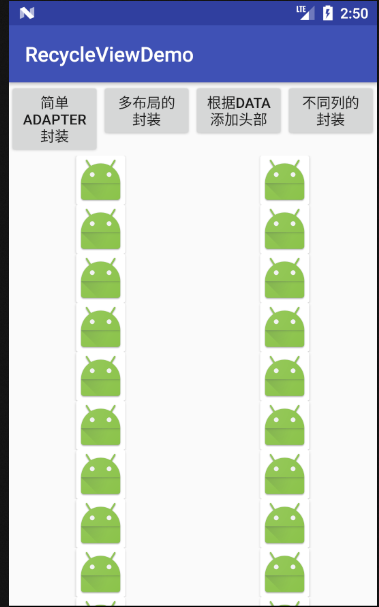 LTE 2:50
RecycleViewDemo
简单
ADAPTER
封装
多布局的
封装
根据DATA
添加头部
不同列的
封装